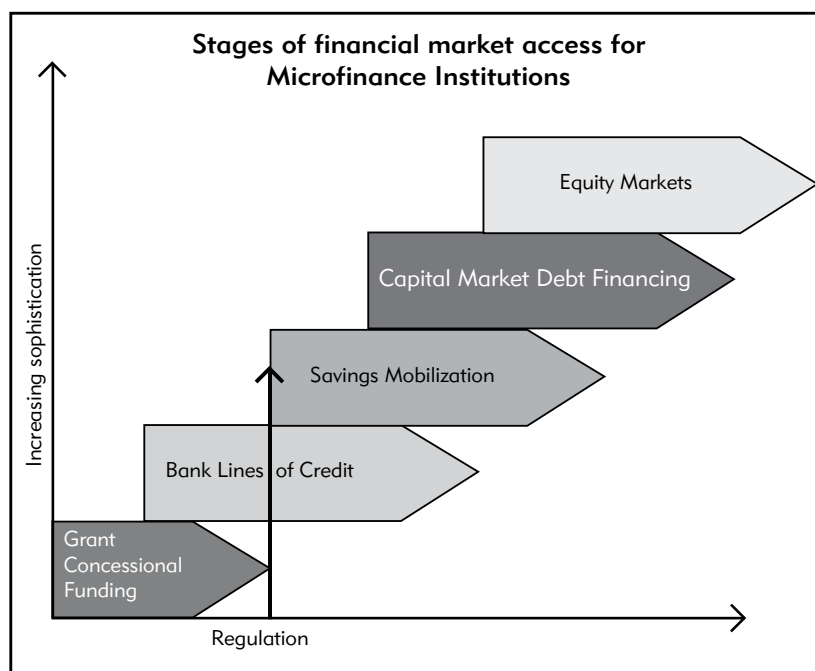 Stages of financial market access for
Microfinance Institutions
Equity Markets
Capital Market Debt Financing
Savings Mobilization
Bank Lines of Credit
Grant
Concessional
Funding
Increasing sophistication
Regulation